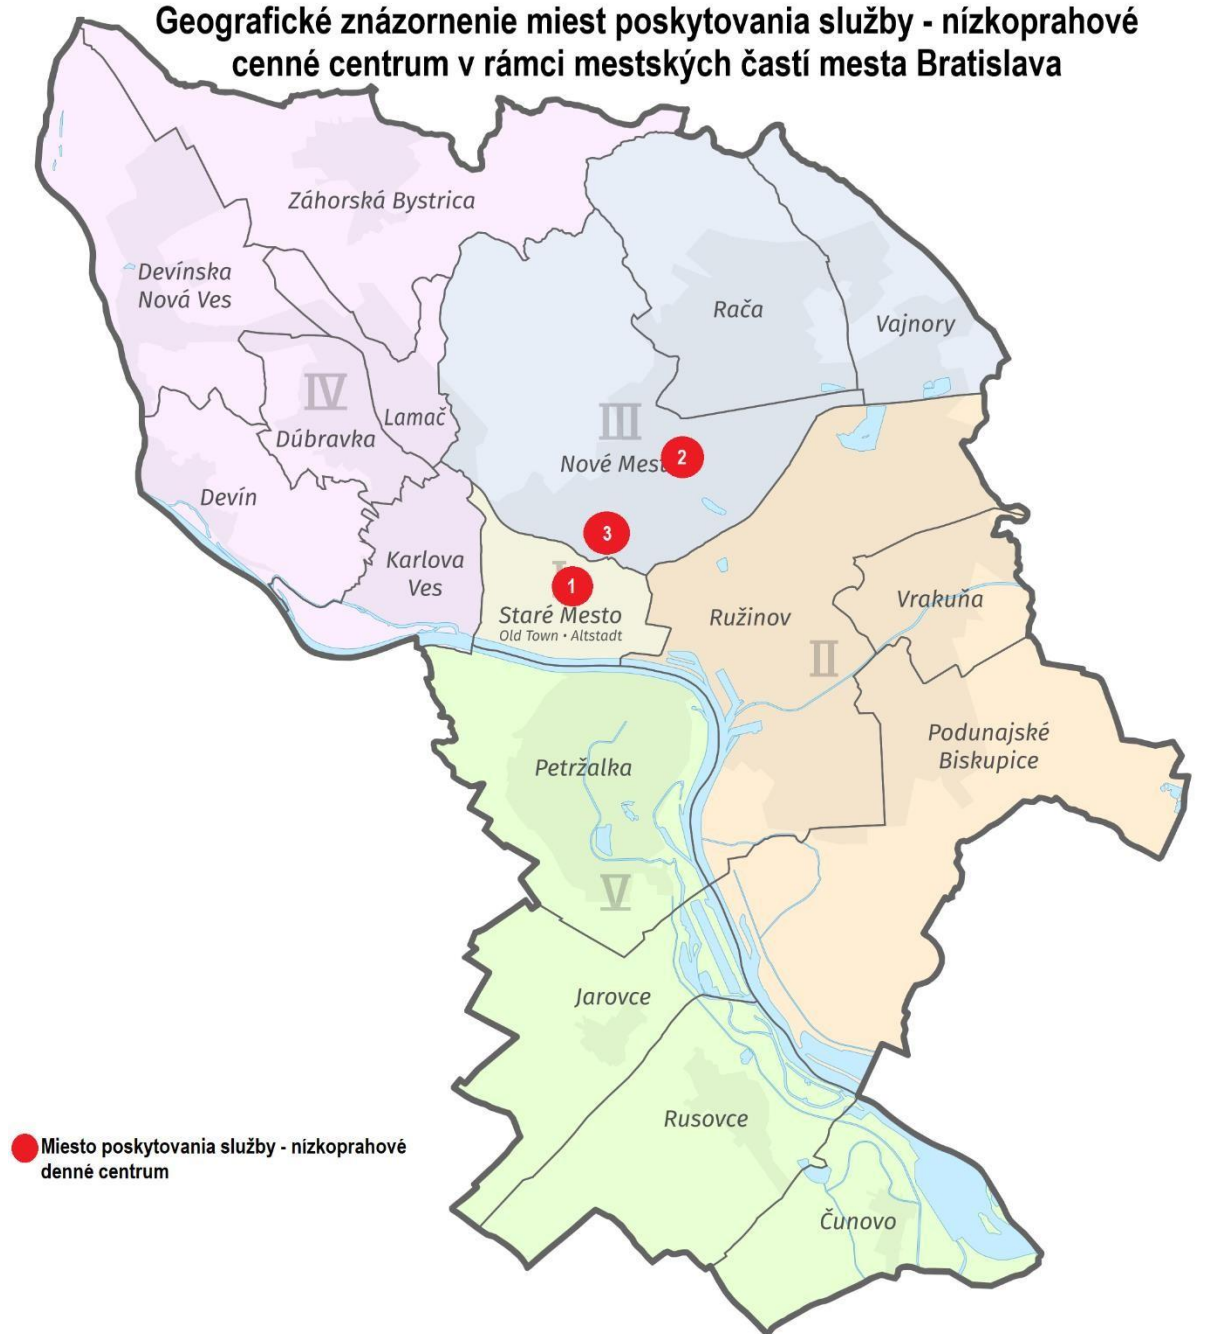 Geografické znázornenie miest poskytovania služby - nízkoprahové
cenné centrum v rámci mestských častí mesta Bratislava
Záhorská Bystrica
Devínska
Nová Ves
Rača
Vajnory
IV
Lamač
III
Dúbravka
Nové
2
Devín
3
Karlova
Ves
1
Staré Mesto
Old Town • Altstadt
Ružinov
Vrakuňa
II
Podunajské
Biskupice
Petržalka
V
Jarovce
Rusovce
Miesto poskytovania služby - nízkoprahové
denné centrum
Čunovo